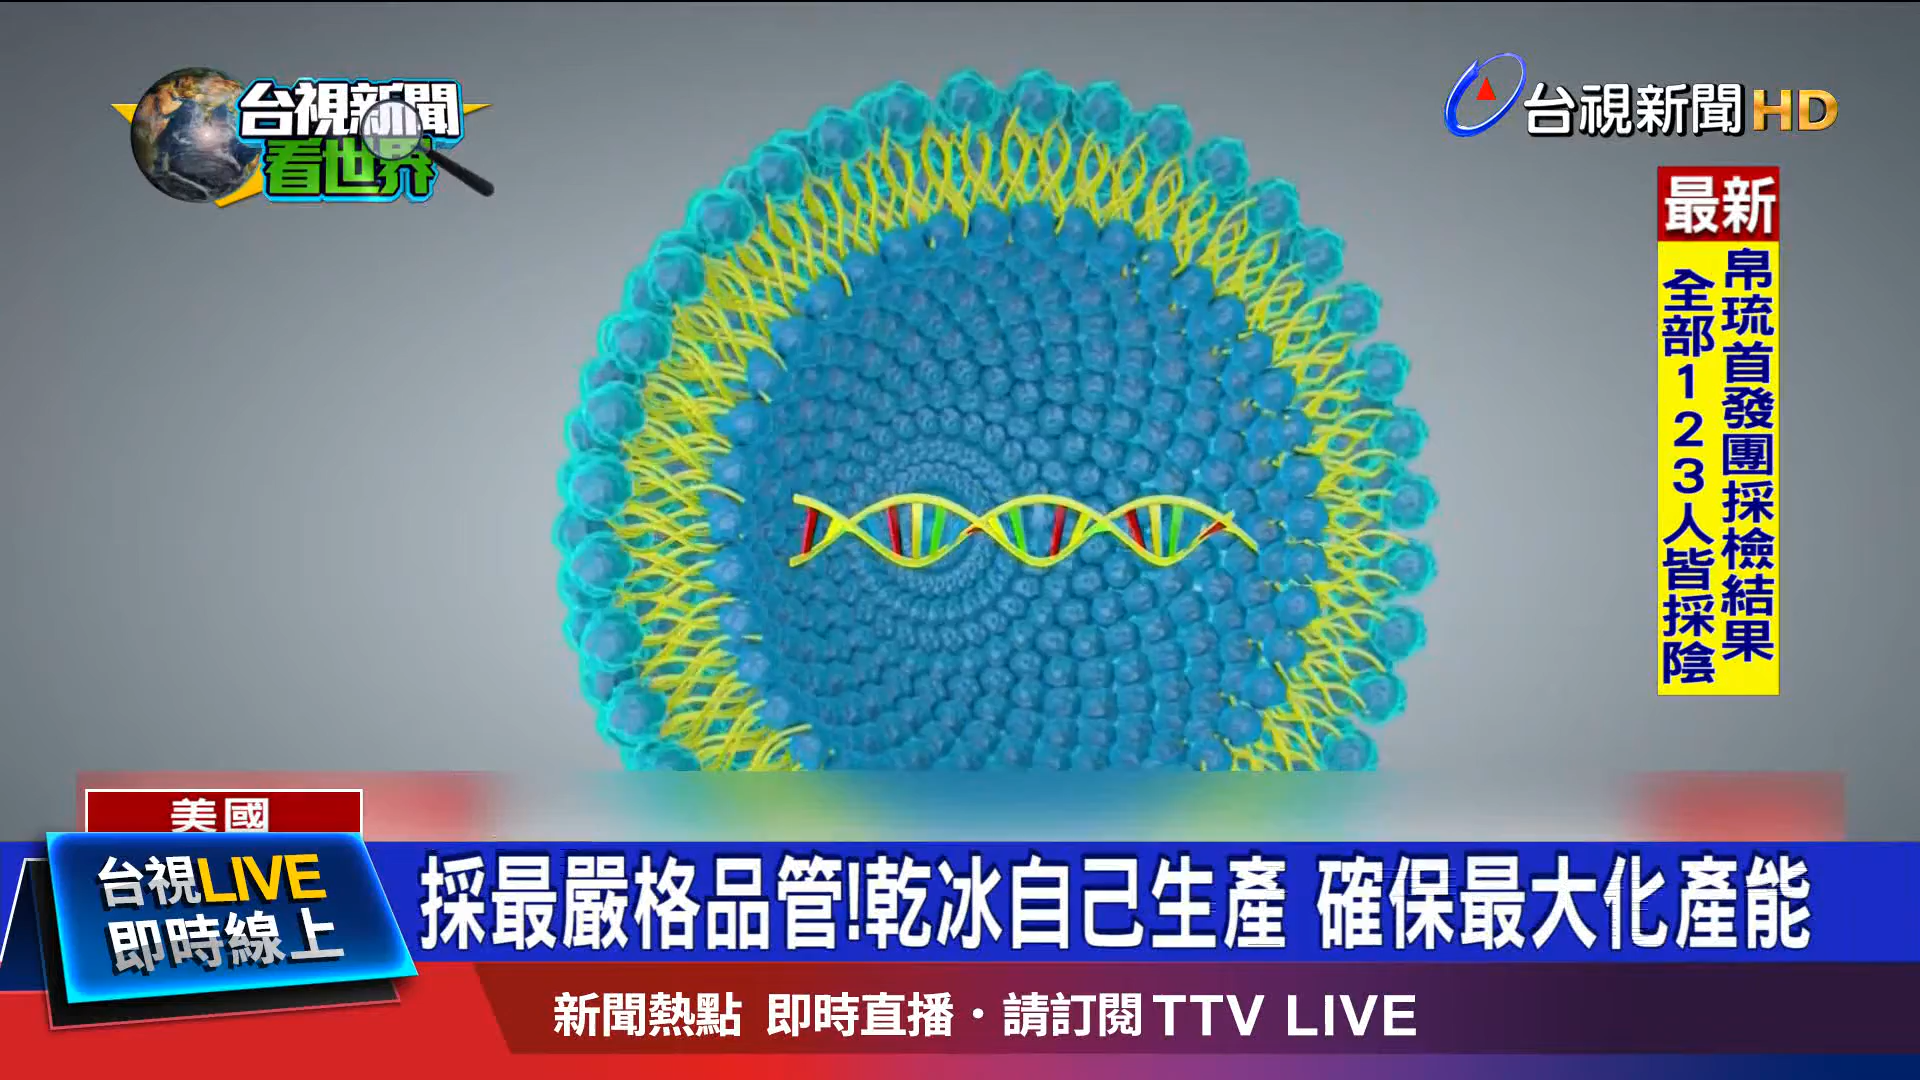 台視新聞
看世界
台視新聞HD
最新
帛琉首發團採檢結果
全部123人皆採陰
美國
台視LIVE
即時線上
採最嚴格品管!乾冰自己生產 確保最大化產能
新聞熱點 即時直播・請訂閱TTV LIVE